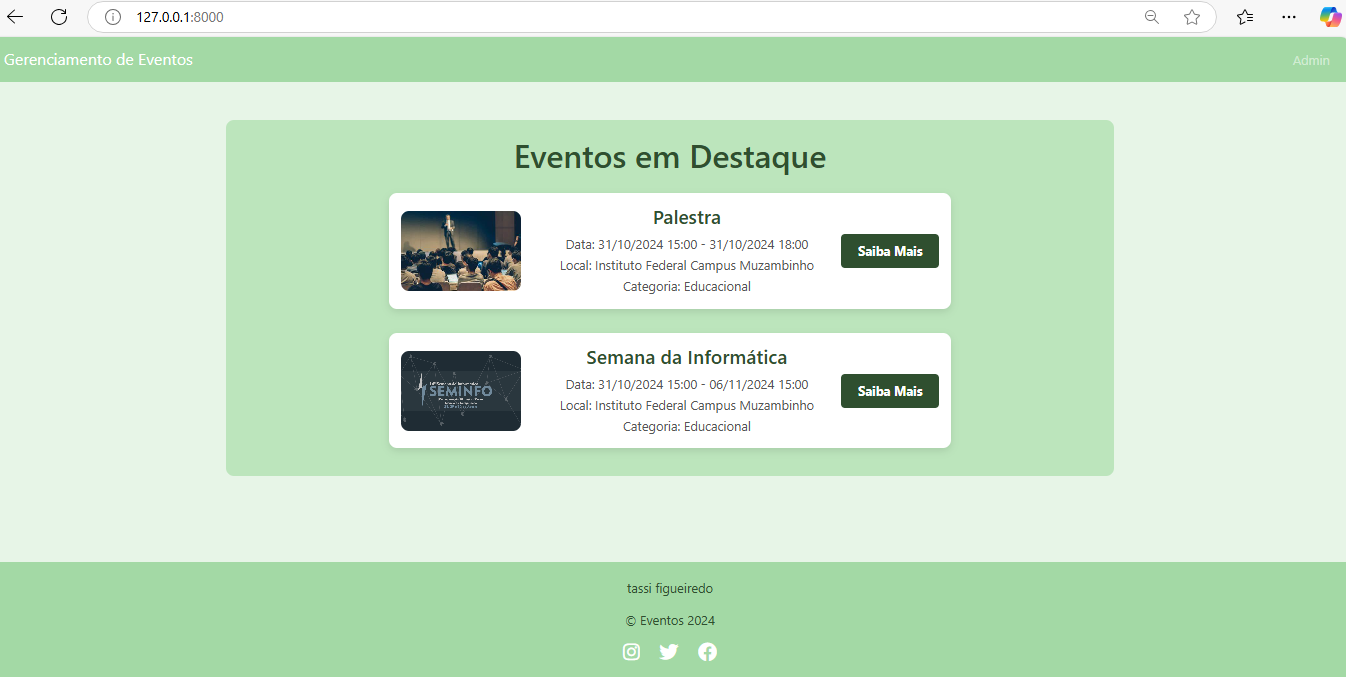 127.0.0.1:8000
Gerenciamento de Eventos
Admin
Eventos em Destaque
Palestra
Data: 31/10/2024 15:00 - 31/10/2024 18:00
Local: Instituto Federal Campus Muzambinho
Categoria: Educacional
Saiba Mais
Semana da Informática
Data: 31/10/2024 15:00 - 06/11/2024 15:00
Local: Instituto Federal Campus Muzambinho
Categoria: Educacional
Saiba Mais
SEMINFO
tassi figueiredo
© Eventos 2024